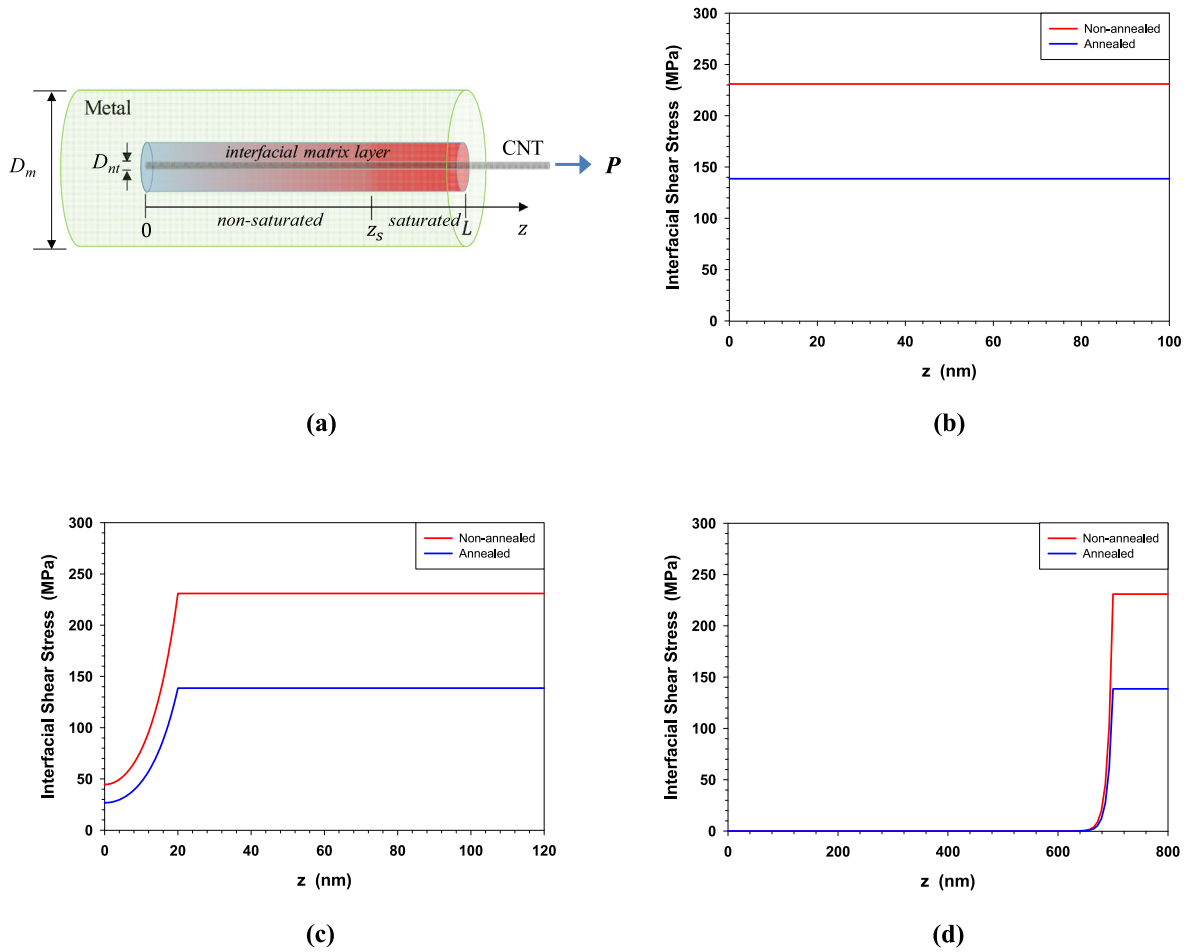 Metal
interfacial matrix layer
CNT
D_m
D_nt
P
0
non-saturated
z_s
saturated
L
z
(a)
Non-annealed
Annealed
Interfacial Shear Stress (MPa)
300
250
200
150
100
50
0
0 20 40 60 80 100
z (nm)
(b)
Non-annealed
Annealed
Interfacial Shear Stress (MPa)
300
250
200
150
100
50
0
0 20 40 60 80 100 120
z (nm)
(c)
Non-annealed
Annealed
Interfacial Shear Stress (MPa)
300
250
200
150
100
50
0
0 200 400 600 800
z (nm)
(d)